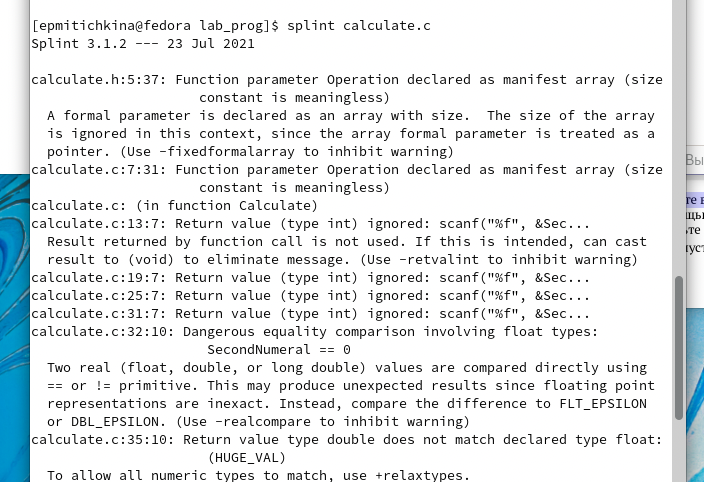 [epmitichkina@fedora lab_prog]$ splint calculate.c
Splint 3.1.2 --- 23 Jul 2021
calculate.h:5:37: Function parameter Operation declared as manifest array (size
constant is meaningless)
A formal parameter is declared as an array with size.  The size of the array
is ignored in this context, since the array formal parameter is treated as a
pointer. (Use -fixedformalarray to inhibit warning)
calculate.c:7:31: Function parameter Operation declared as manifest array (size
constant is meaningless)
calculate.c: (in function Calculate)
calculate.c:13:7: Return value (type int) ignored: scanf("%f", &Sec...
Result returned by function call is not used. If this is intended, can cast
result to (void) to eliminate message. (Use -retvalint to inhibit warning)
calculate.c:19:7: Return value (type int) ignored: scanf("%f", &Sec...
calculate.c:25:7: Return value (type int) ignored: scanf("%f", &Sec...
calculate.c:31:7: Return value (type int) ignored: scanf("%f", &Sec...
calculate.c:32:10: Dangerous equality comparison involving float types:
SecondNumeral == 0
Two real (float, double, or long double) values are compared directly using
== or != primitive. This may produce unexpected results since floating point
representations are inexact. Instead, compare the difference to FLT_EPSILON
or DBL_EPSILON. (Use -realcompare to inhibit warning)
calculate.c:35:10: Return value type double does not match declared type float:
(HUGE_VAL)
To allow all numeric types to match, use +relaxtypes.